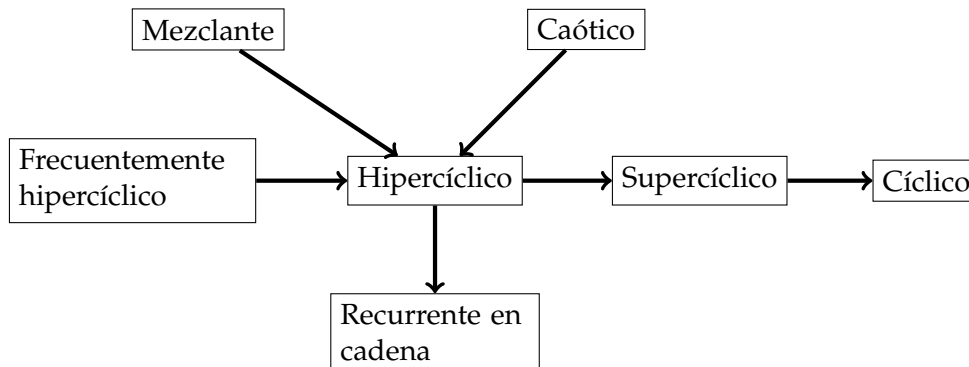 Mezclante
Caótico
Frecuentemente
hipercíclico
Hipercíclico
Supercíclico
Cíclico
Recurrente en
cadena